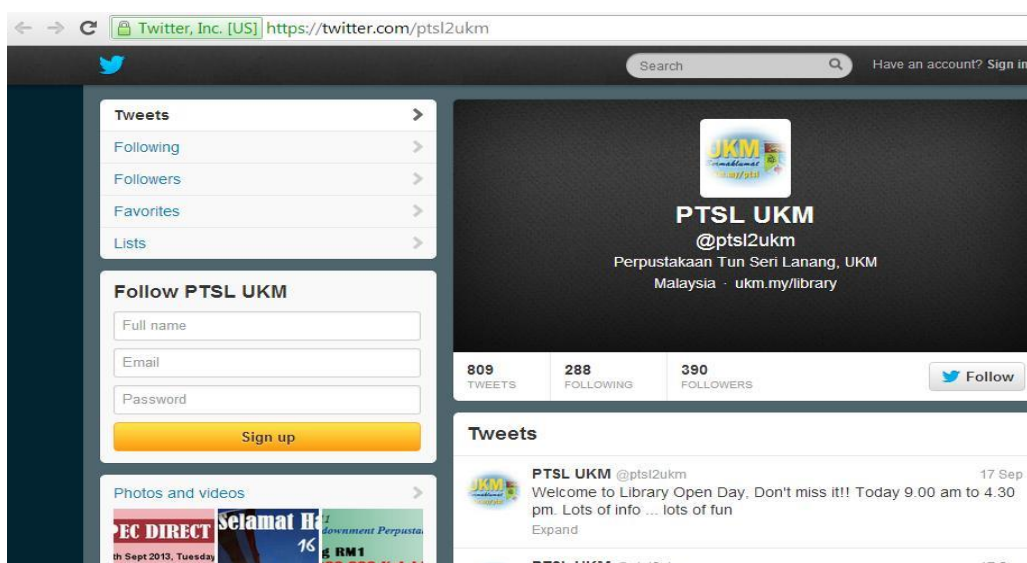 Twitter, Inc. [US] https://twitter.com/ptsl2ukm
Search
Have an account? Sign in
Tweets
Following
Followers
Favorites
Lists
Follow PTSL UKM
Full name
Email
Password
Sign up
Photos and videos
PEC DIRECT
th Sept 2013, Tuesday
Selamat Ha
16
downment Perpusta
g RM1
UKM
PTSL UKM
@ptsl2ukm
Perpustakaan Tun Seri Lanang, UKM
Malaysia · ukm.my/library
809 TWEETS
288 FOLLOWING
390 FOLLOWERS
Follow
Tweets
PTSL UKM @ptsl2ukm 17 Sep
Welcome to Library Open Day. Don't miss it!! Today 9.00 am to 4.30
pm. Lots of info ... lots of fun
Expand